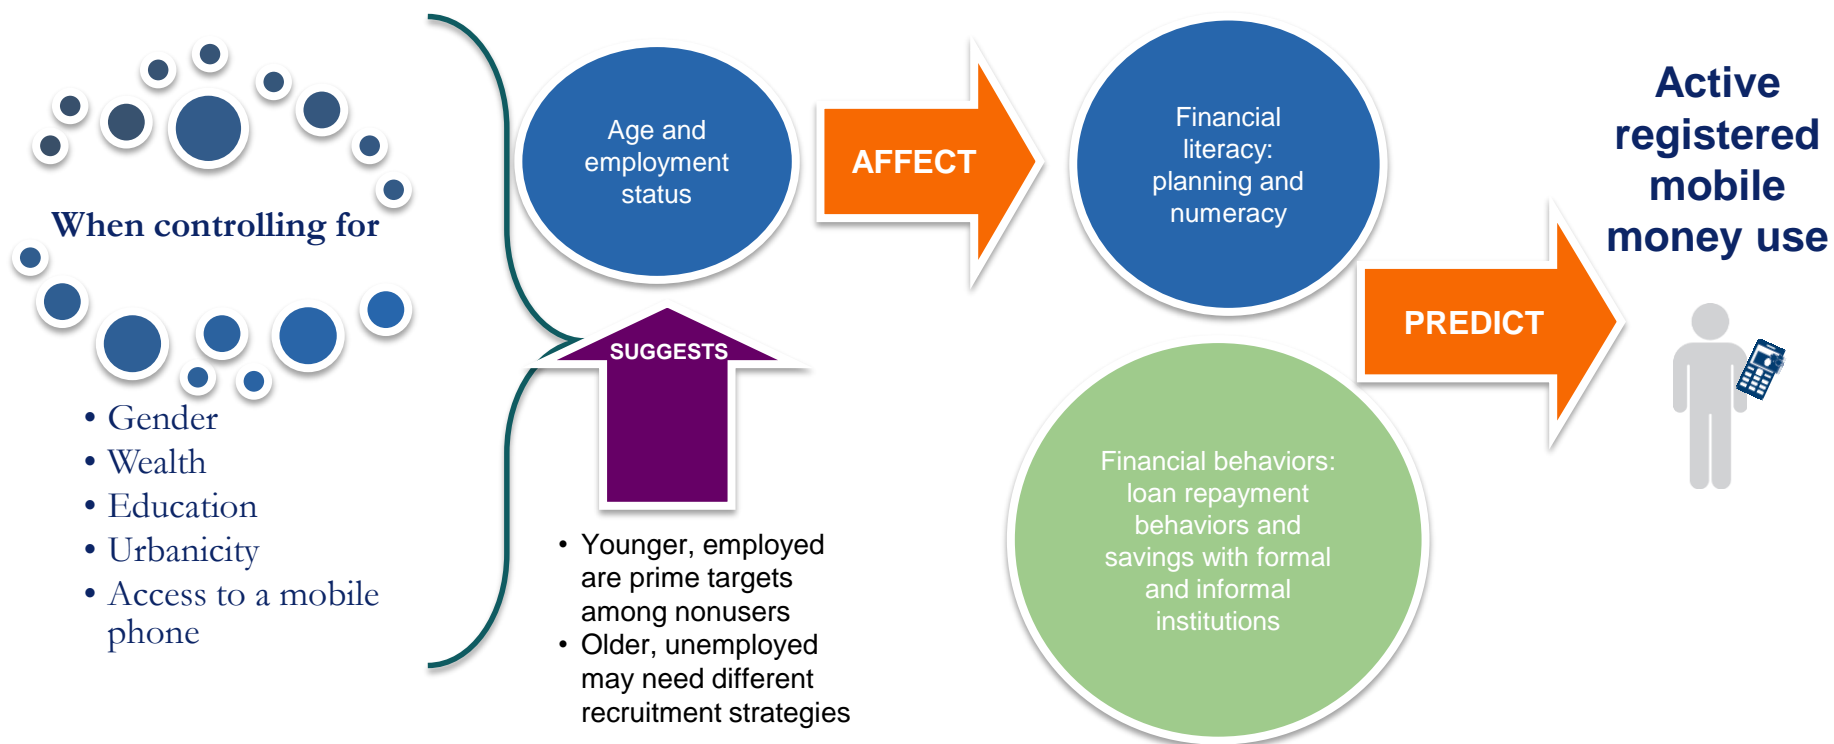 When controlling for
• Gender
• Wealth
• Education
• Urbanicity
• Access to a mobile
phone
Age and
employment
status
AFFECT
SUGGESTS
• Younger, employed
are prime targets
among nonusers
• Older, unemployed
may need different
recruitment strategies
Financial
literacy:
planning and
numeracy
Financial behaviors:
loan repayment
behaviors and
savings with formal
and informal
institutions
PREDICT
Active
registered
mobile
money use